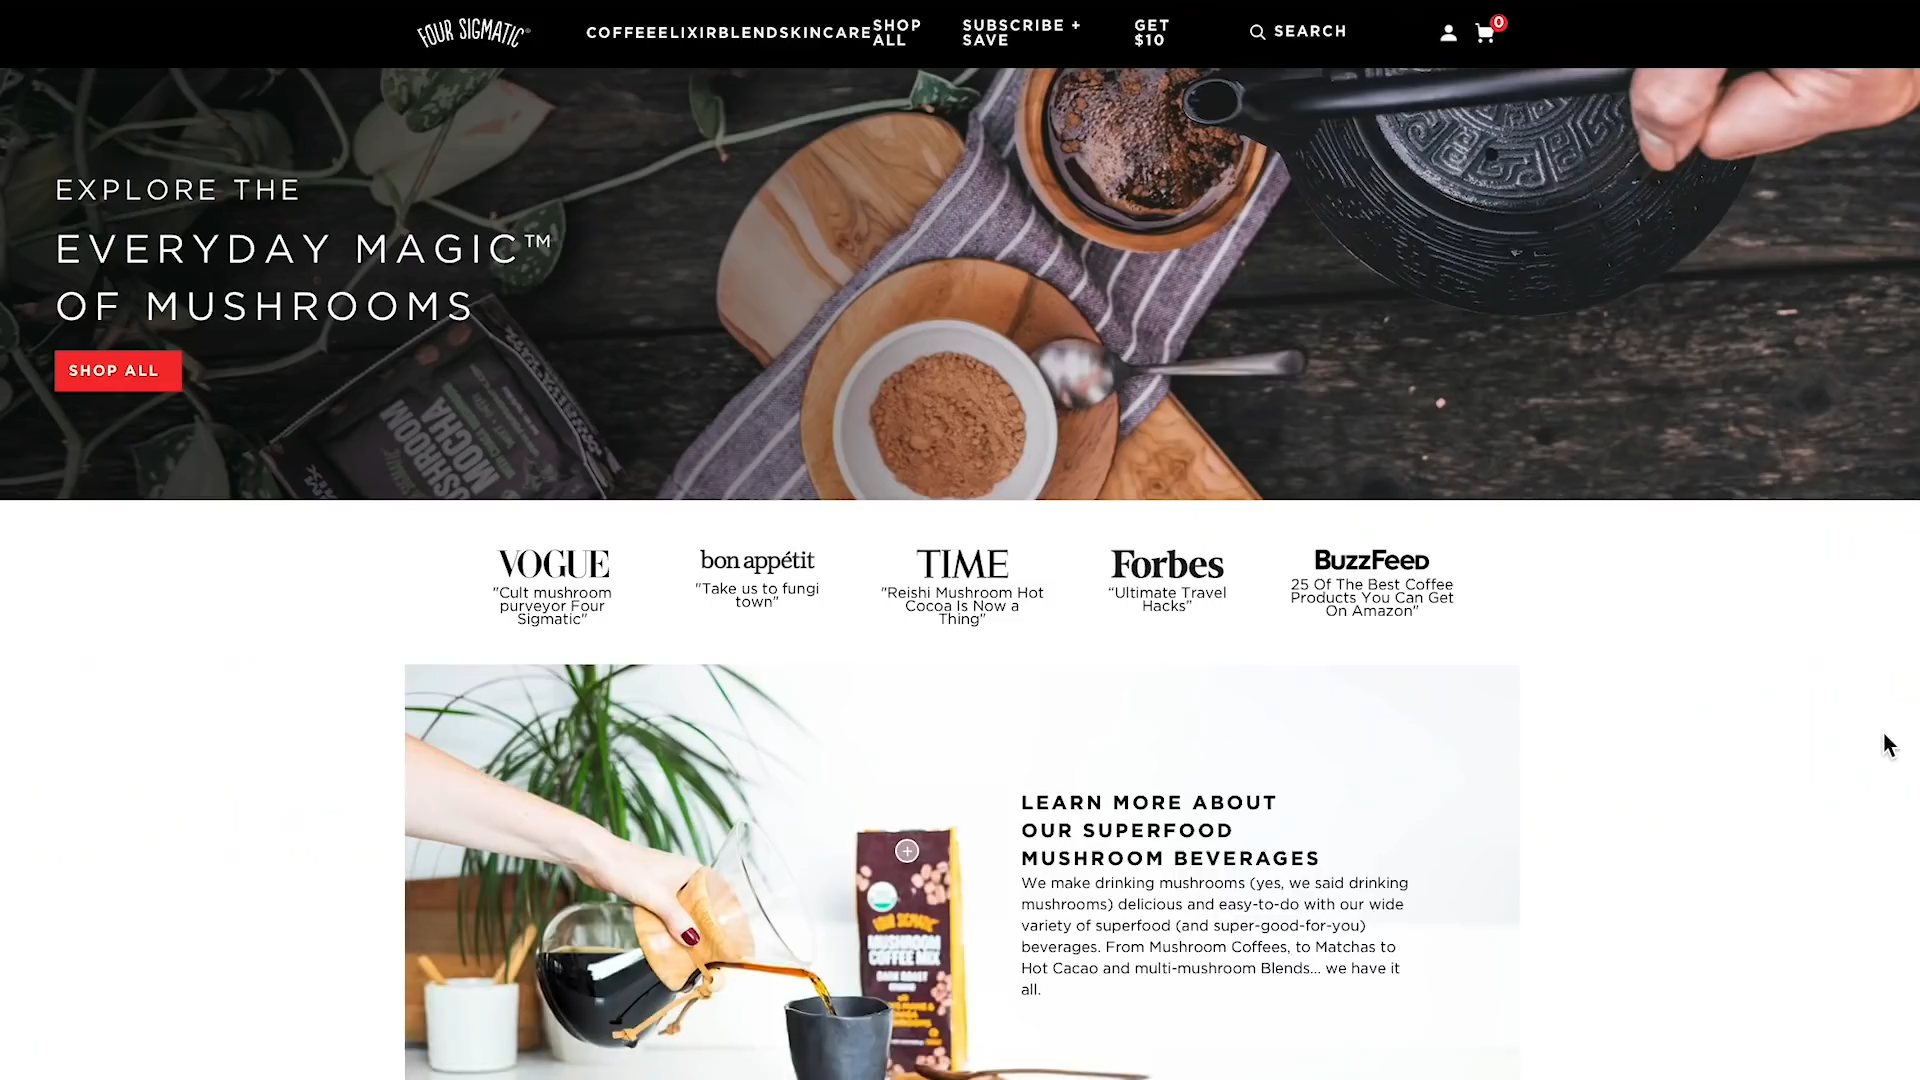 FOUR SIGMATIC®
COFFEEELIXIRBLENDSKINCARE
SHOP ALL
SUBSCRIBE + SAVE
GET $10
SEARCH
0
EXPLORE THE
EVERYDAY MAGIC™
OF MUSHROOMS
SHOP ALL
MUSHROOM
MOCHA
VOGUE
"Cult mushroom
purveyor Four
Sigmatic"
bon appétit
"Take us to fungi
town"
TIME
"Reishi Mushroom Hot
Cocoa Is Now a
Thing"
Forbes
“Ultimate Travel
Hacks”
BuzzFeed
25 Of The Best Coffee
Products You Can Get
On Amazon"
LEARN MORE ABOUT
OUR SUPERFOOD
MUSHROOM BEVERAGES
We make drinking mushrooms (yes, we said drinking
mushrooms) delicious and easy-to-do with our wide
variety of superfood (and super-good-for-you)
beverages. From Mushroom Coffees, to Matchas to
Hot Cacao and multi-mushroom Blends... we have it
all.
FOUR SIGMATIC
MUSHROOM
COFFEE MIX
DARK ROAST